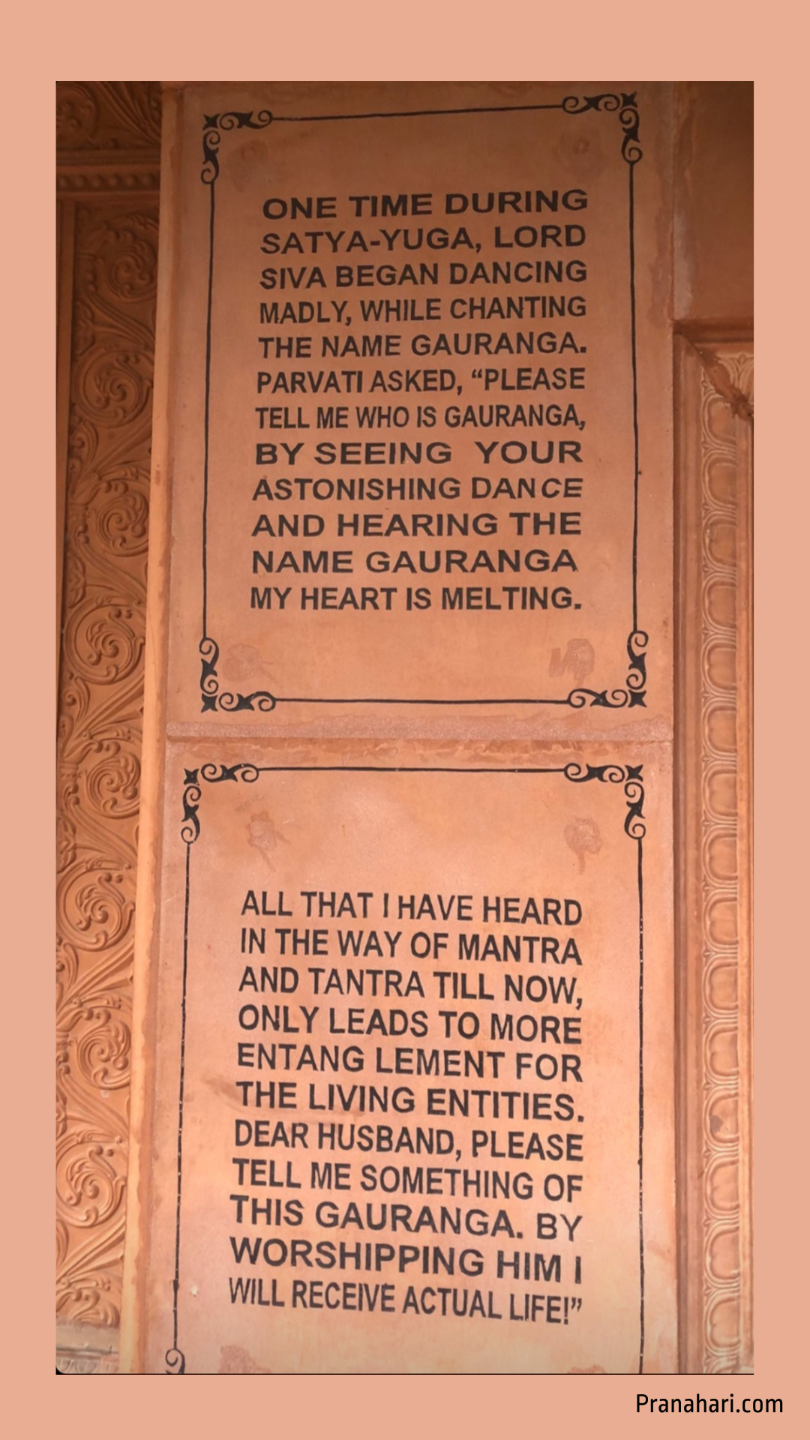 ONE TIME DURING
SATYA-YUGA, LORD
SIVA BEGAN DANCING
MADLY, WHILE CHANTING
THE NAME GAURANGA.
PARVATI ASKED, “PLEASE
TELL ME WHO IS GAURANGA,
BY SEEING YOUR
ASTONISHING DANCE
AND HEARING THE
NAME GAURANGA
MY HEART IS MELTING.
ALL THAT I HAVE HEARD
IN THE WAY OF MANTRA
AND TANTRA TILL NOW,
ONLY LEADS TO MORE
ENTANG LEMENT FOR
THE LIVING ENTITIES.
DEAR HUSBAND, PLEASE
TELL ME SOMETHING OF
THIS GAURANGA. BY
WORSHIPPING HIM I
WILL RECEIVE ACTUAL LIFE!”
Pranahari.com